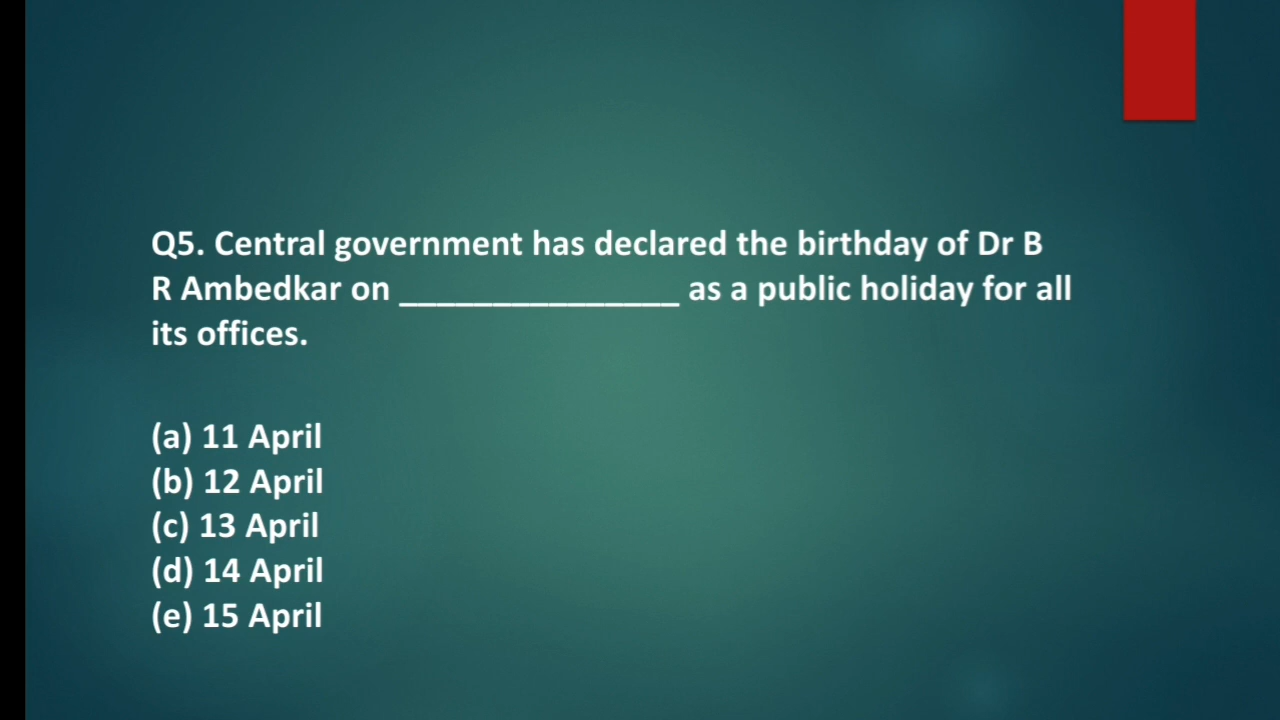 Q5. Central government has declared the birthday of Dr B
R Ambedkar on _______________ as a public holiday for all
its offices.
(a) 11 April
(b) 12 April
(c) 13 April
(d) 14 April
(e) 15 April